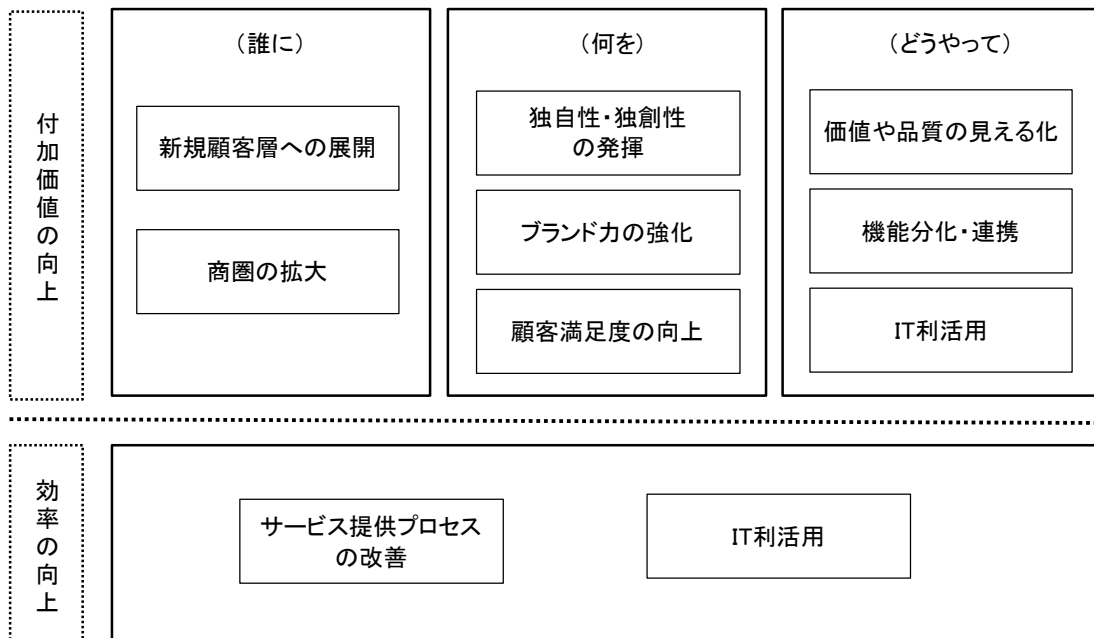 付加価値の向上
（誰に）
新規顧客層への展開
商圏の拡大
（何を）
独自性・独創性
の発揮
ブランド力の強化
顧客満足度の向上
（どうやって）
価値や品質の見える化
機能分化・連携
IT利活用
効率の向上
サービス提供プロセス
の改善
IT利活用